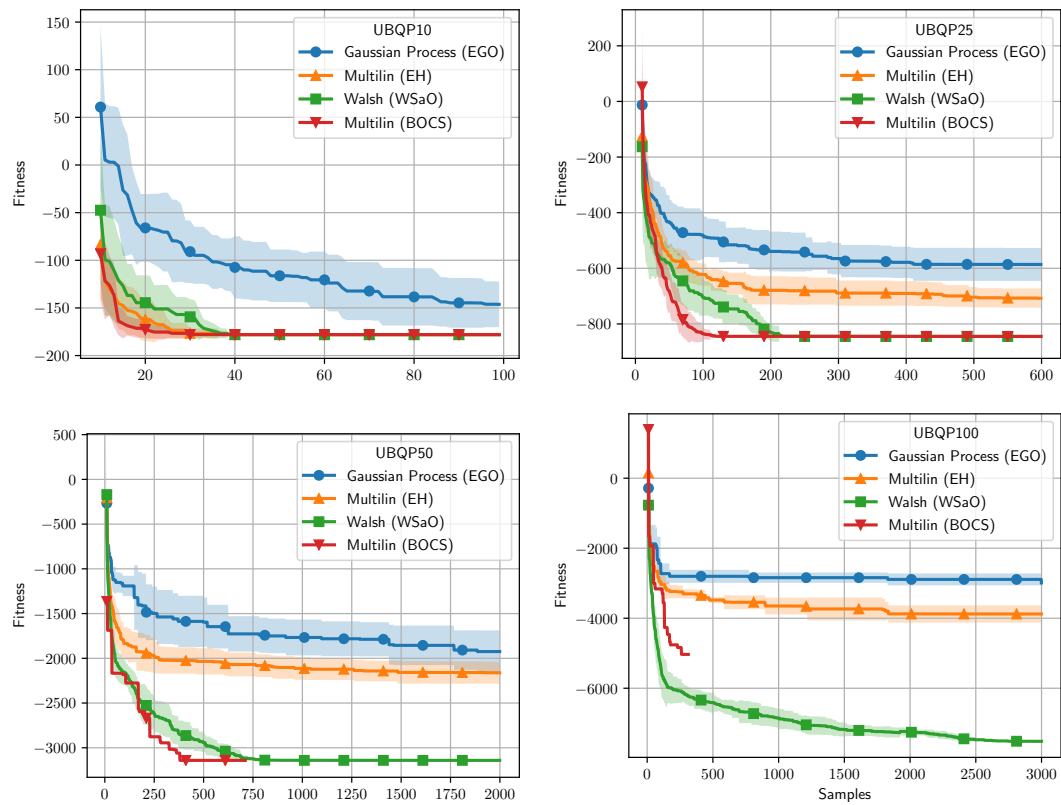 UBQP10
Gaussian Process (EGO)
Multilin (EH)
Walsh (WSaO)
Multilin (BOCS)
Fitness
150
100
50
0
−50
−100
−150
−200
20
40
60
80
100
UBQP25
Gaussian Process (EGO)
Multilin (EH)
Walsh (WSaO)
Multilin (BOCS)
Fitness
200
0
−200
−400
−600
−800
0
100
200
300
400
500
600
UBQP50
Gaussian Process (EGO)
Multilin (EH)
Walsh (WSaO)
Multilin (BOCS)
Fitness
500
0
−500
−1000
−1500
−2000
−2500
−3000
0
250
500
750
1000
1250
1500
1750
2000
UBQP100
Gaussian Process (EGO)
Multilin (EH)
Walsh (WSaO)
Multilin (BOCS)
Fitness
0
−2000
−4000
−6000
0
500
1000
1500
2000
2500
3000
Samples